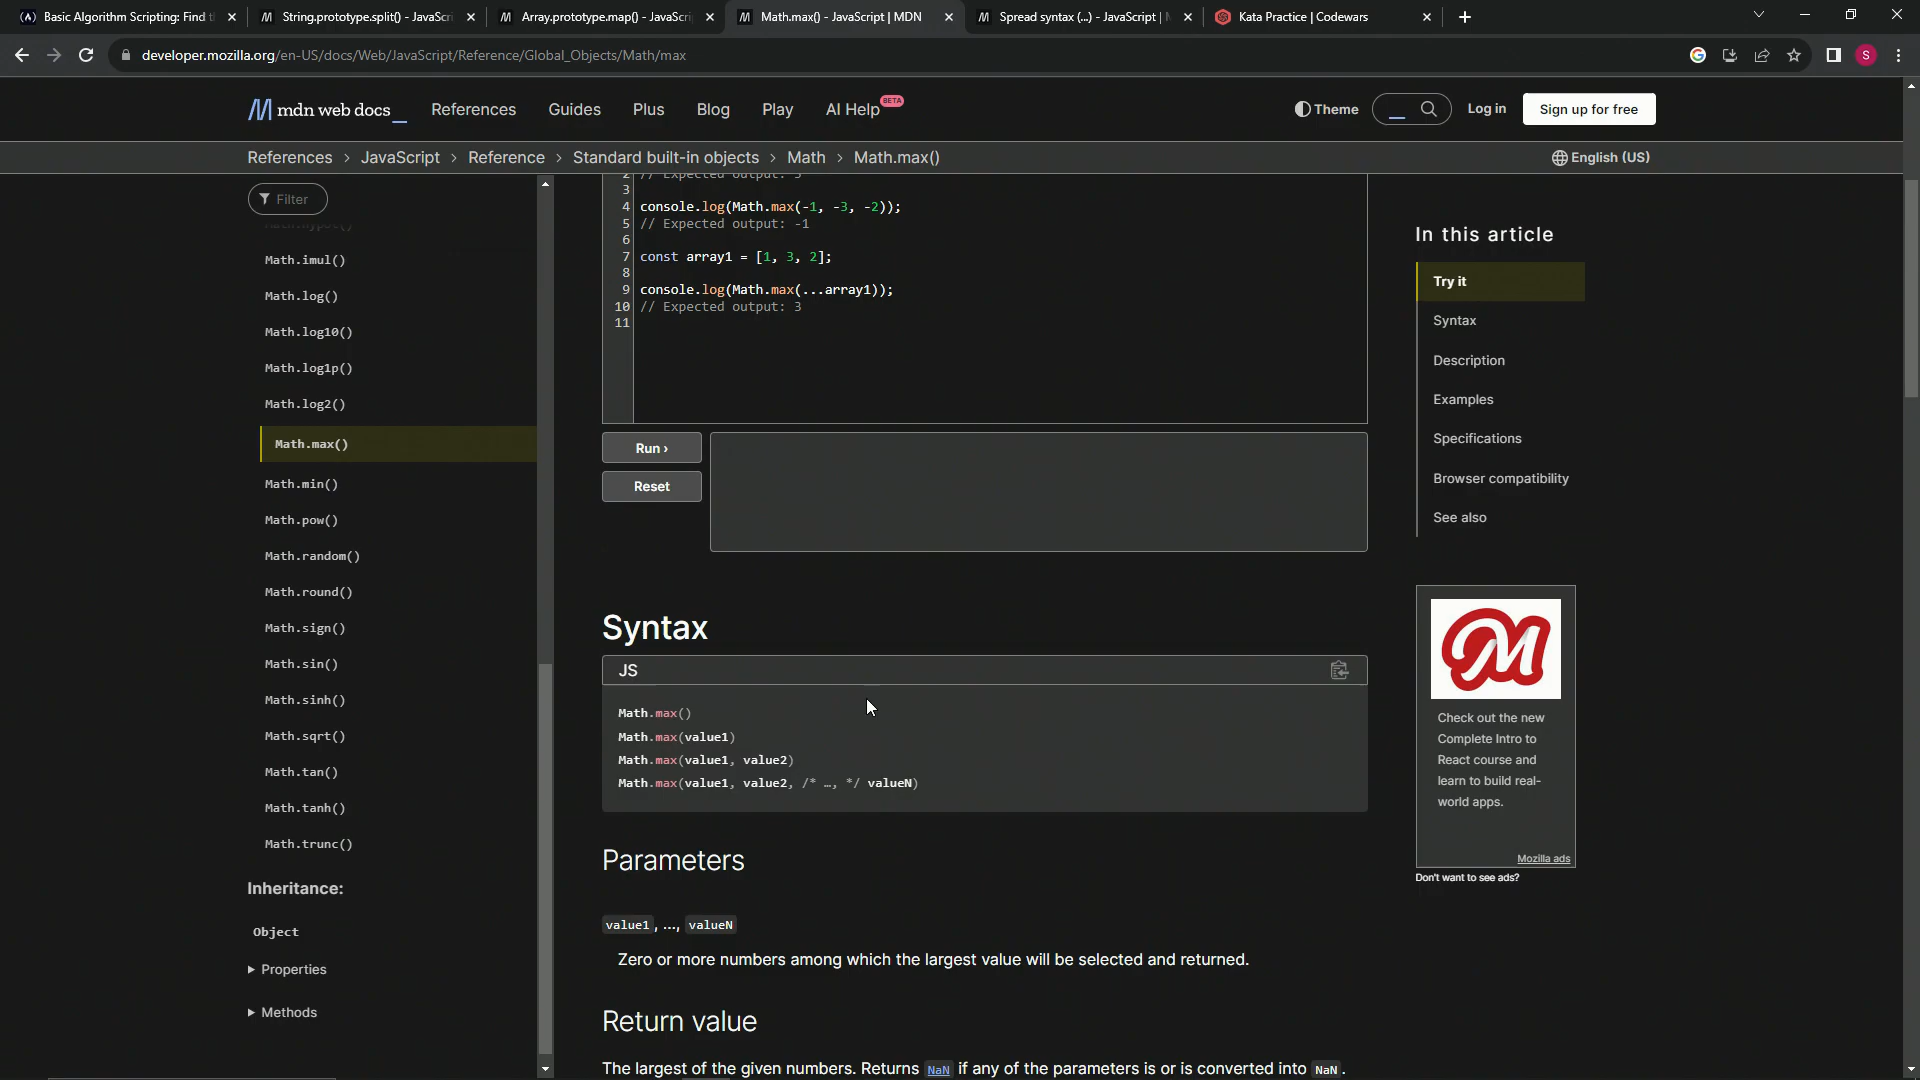 Basic Algorithm Scripting: Find t
String.prototype.split() - JavaSc
Array.prototype.map() - JavaScri
Math.max() - JavaScript | MDN
Spread syntax (...) - JavaScript |
Kata Practice | Codewars
developer.mozilla.org/en-US/docs/Web/JavaScript/Reference/Global_Objects/Math/max
S
mdn web docs
References
Guides
Plus
Blog
Play
AI Help
BETA
Theme
Log in
Sign up for free
References > JavaScript > Reference > Standard built-in objects > Math > Math.max()
English (US)
Filter
Math.hypot()
Math.imul()
Math.log()
Math.log10()
Math.log1p()
Math.log2()
Math.max()
Math.min()
Math.pow()
Math.random()
Math.round()
Math.sign()
Math.sin()
Math.sinh()
Math.sqrt()
Math.tan()
Math.tanh()
Math.trunc()
Inheritance:
Object
Properties
Methods
2 // Expected output: 3
3
4 console.log(Math.max(-1, -3, -2));
5 // Expected output: -1
6
7 const array1 = [1, 3, 2];
8
9 console.log(Math.max(...array1));
10 // Expected output: 3
11
Run ›
Reset
Syntax
JS
Math.max()
Math.max(value1)
Math.max(value1, value2)
Math.max(value1, value2, /* …, */ valueN)
Parameters
value1, …, valueN
Zero or more numbers among which the largest value will be selected and returned.
Return value
The largest of the given numbers. Returns NaN if any of the parameters is or is converted into NaN.
In this article
Try it
Syntax
Description
Examples
Specifications
Browser compatibility
See also
M
Check out the new
Complete Intro to
React course and
learn to build real-
world apps.
Mozilla ads
Don't want to see ads?